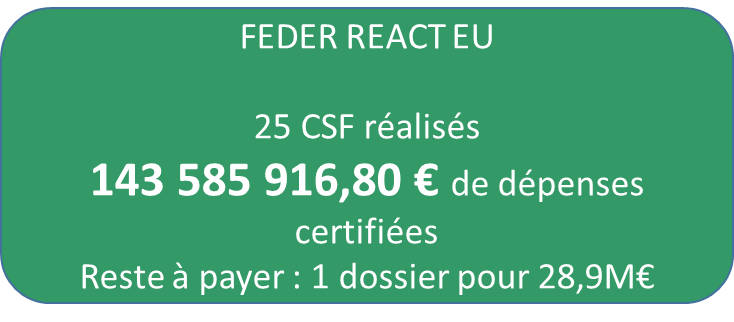 FEDER REACT EU
25 CSF réalisés
143 585 916,80 € de dépenses
certifiées
Reste à payer : 1 dossier pour 28,9M€